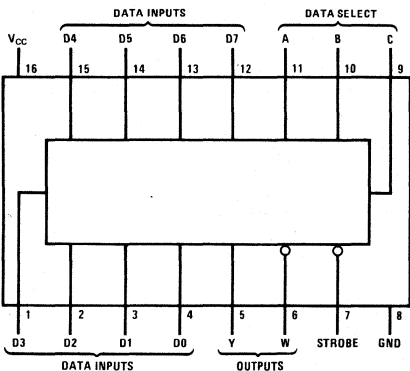 DATA INPUTS DATA SELECT
VCC D4 D5 D6 D7 A B C
16 15 14 13 12 11 10 9
1 2 3 4 5 6 7 8
D3 D2 D1 D0 Y W STROBE GND
DATA INPUTS OUTPUTS